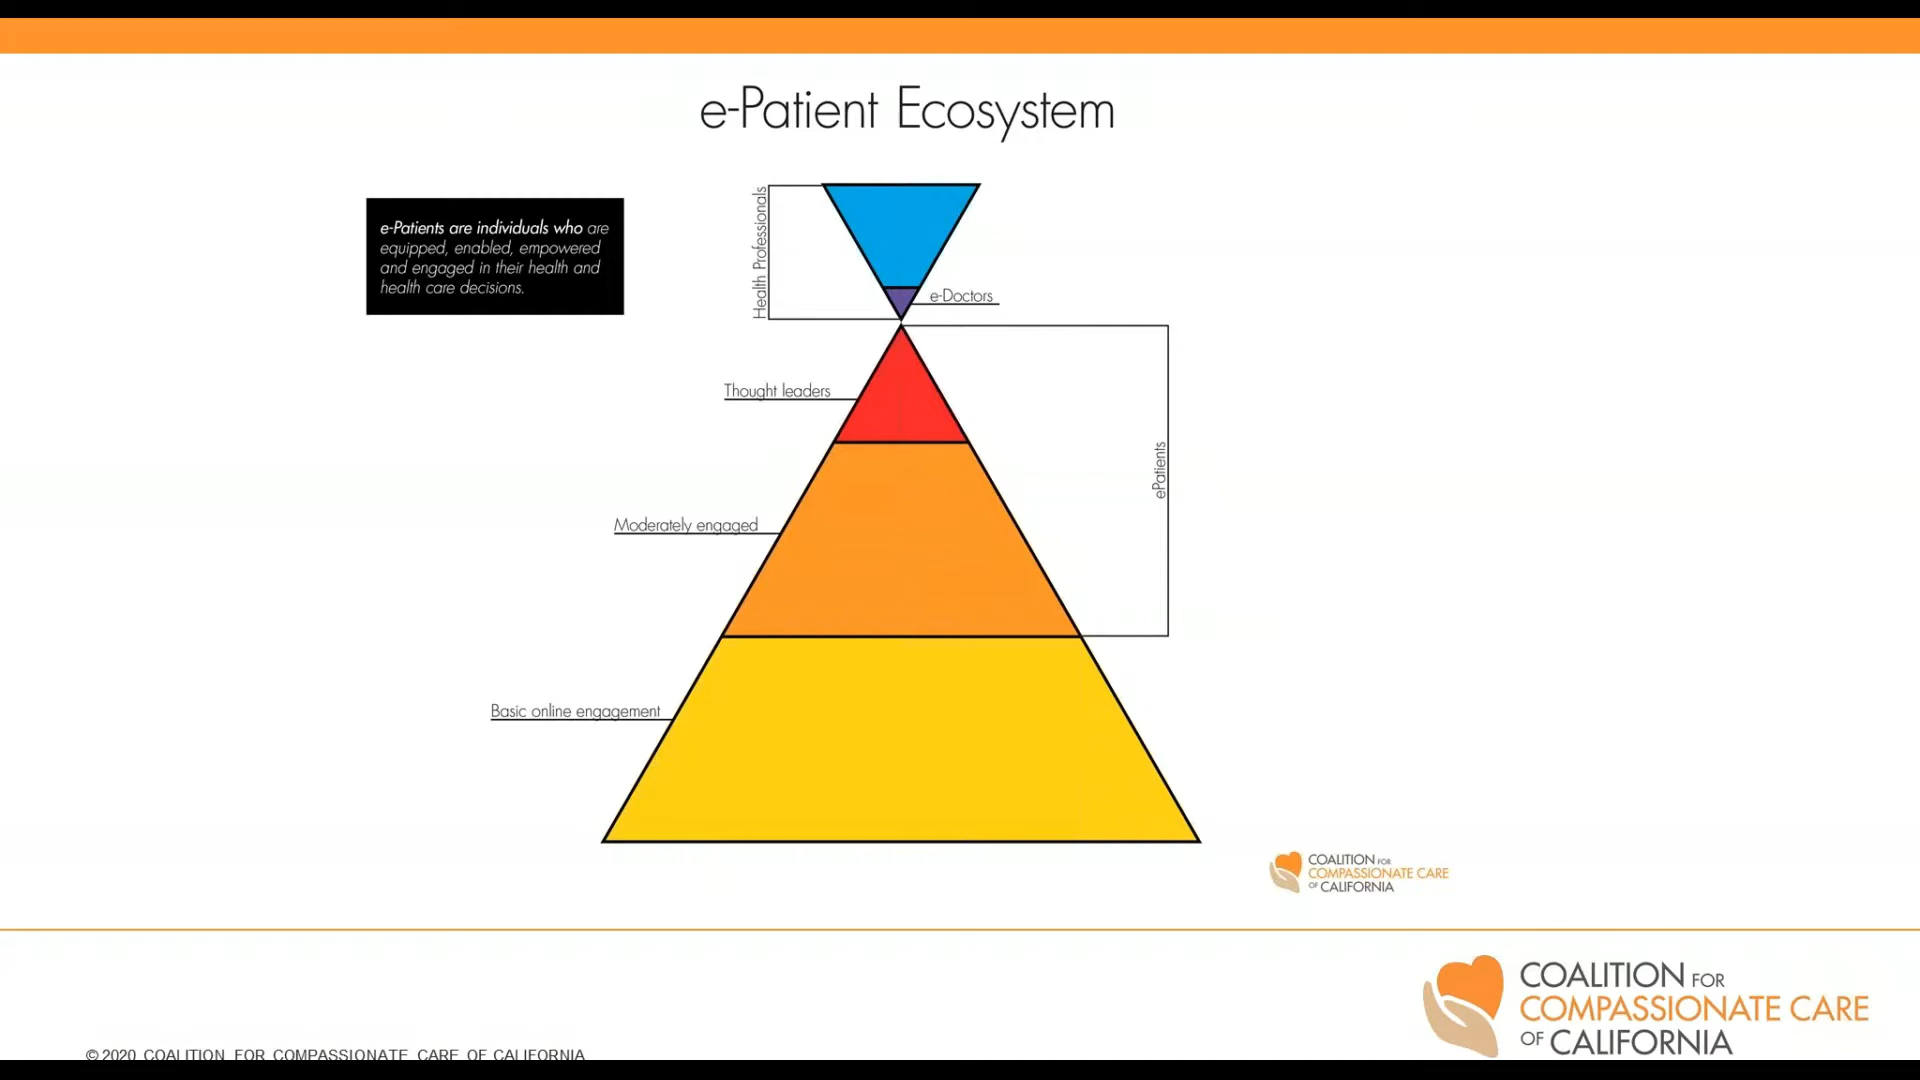 e-Patient Ecosystem
e-Patients are individuals who are
equipped, enabled, empowered
and engaged in their health and
health care decisions.
Health Professionals
e-Doctors
Thought leaders
ePatients
Moderately engaged
Basic online engagement
COALITION FOR
COMPASSIONATE CARE
OF CALIFORNIA
COALITION FOR
COMPASSIONATE CARE
OF CALIFORNIA
© 2020 COALITION FOR COMPASSIONATE CARE OF CALIFORNIA